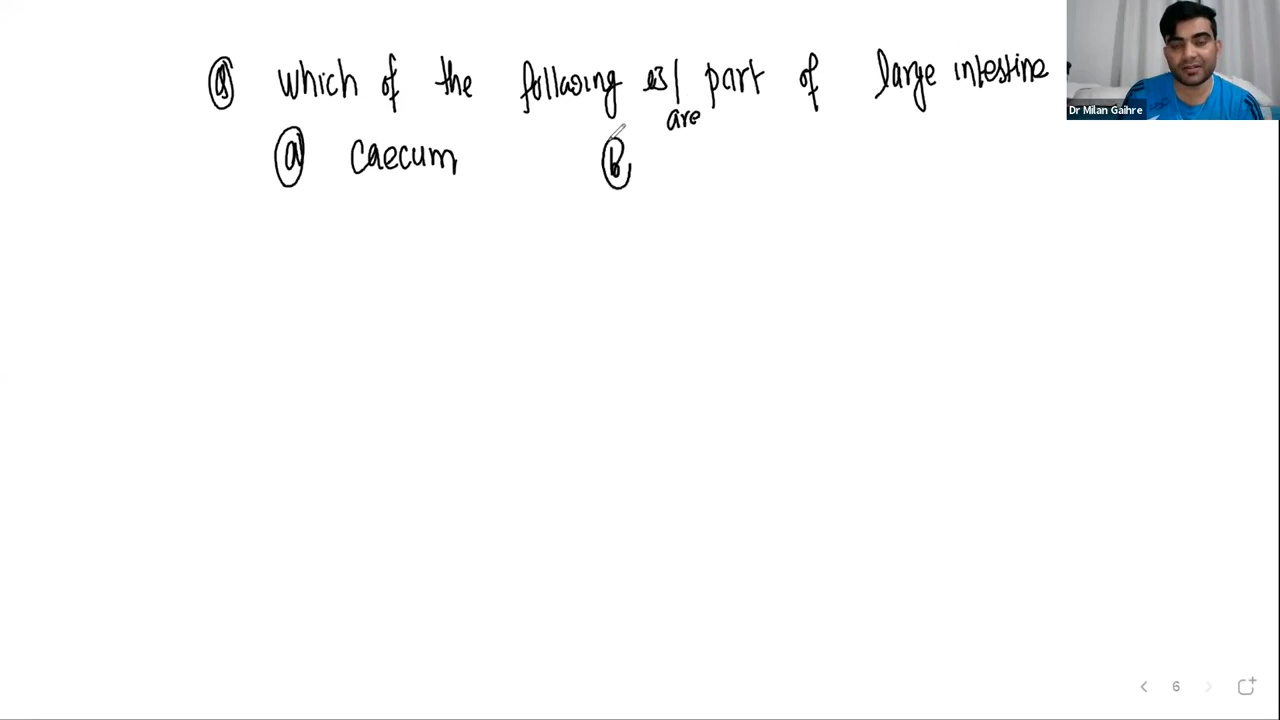 Q which of the following is/ part of large intestine
are
a caecum b
Dr Milan Gaihre
6